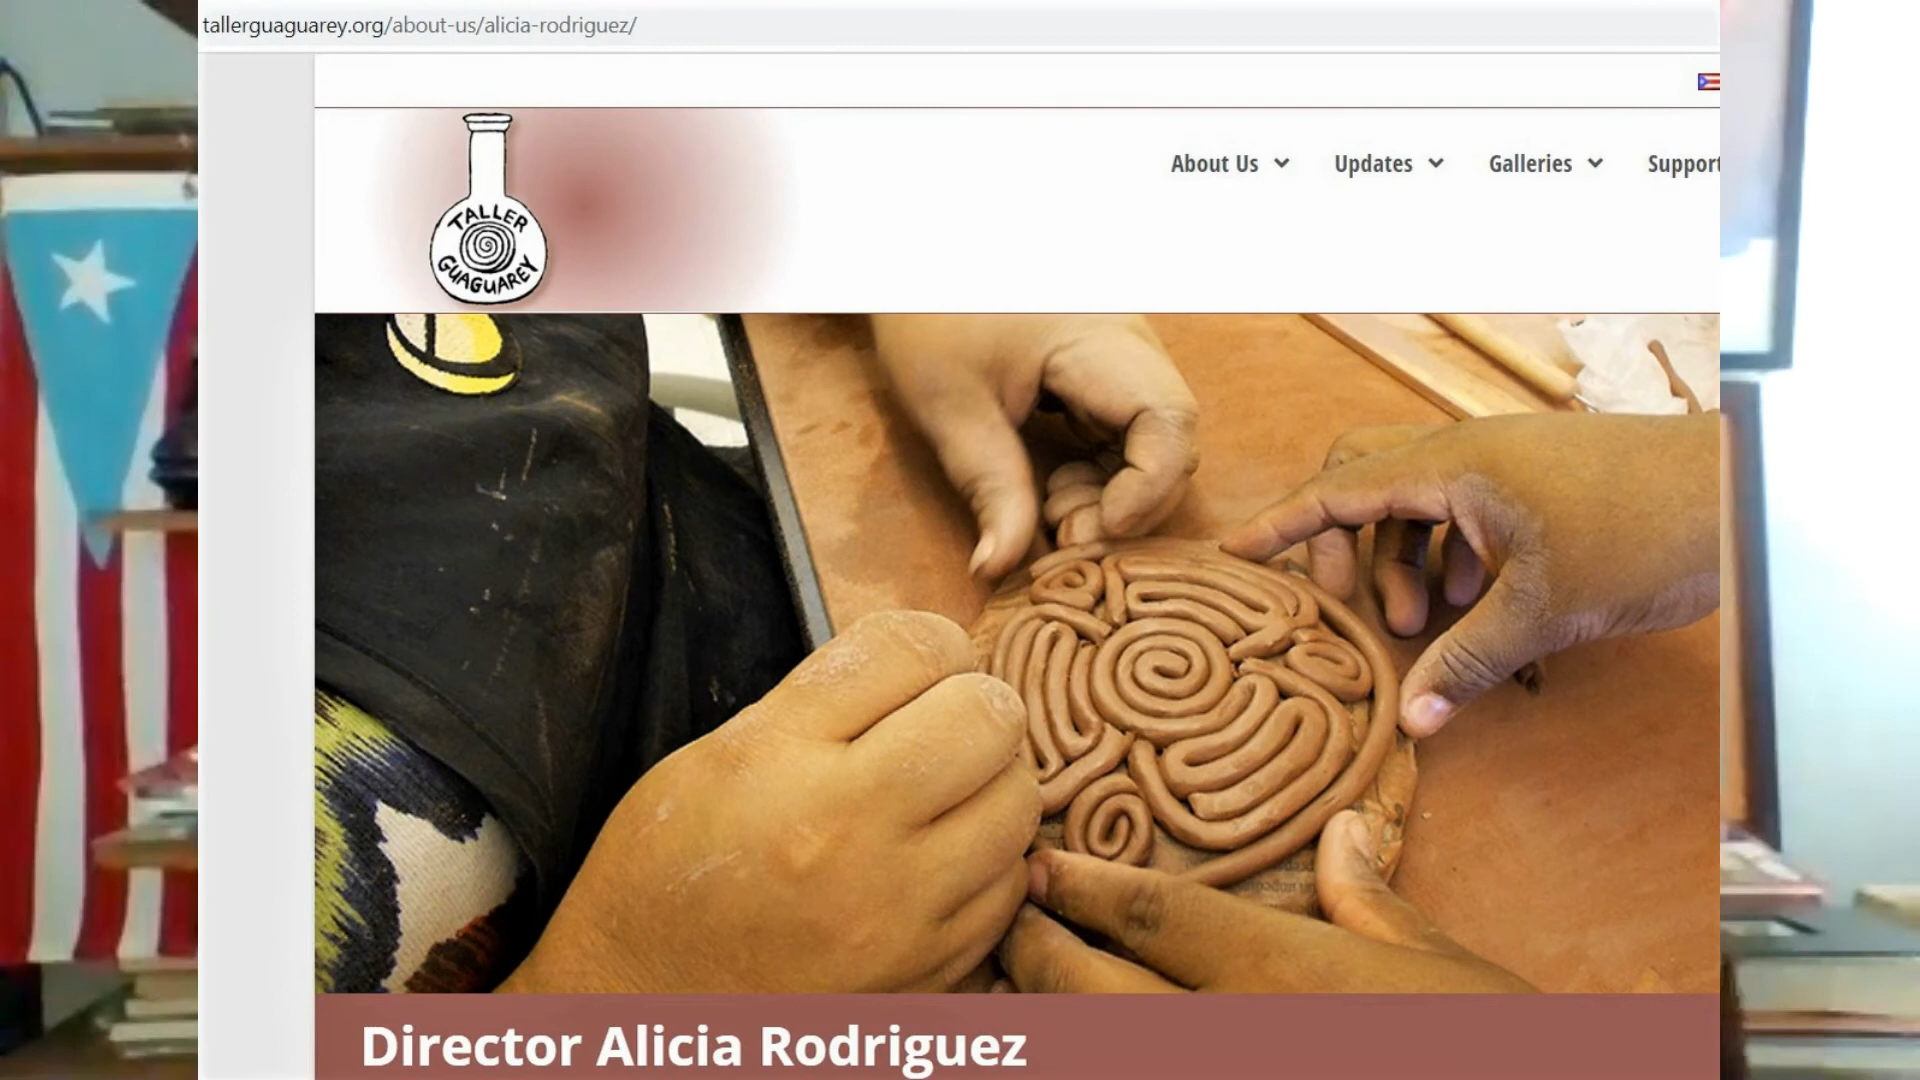 tallerguaguarey.org/about-us/alicia-rodriguez/
TALLER
GUAGUAREY
About Us
Updates
Galleries
Support
Director Alicia Rodriguez